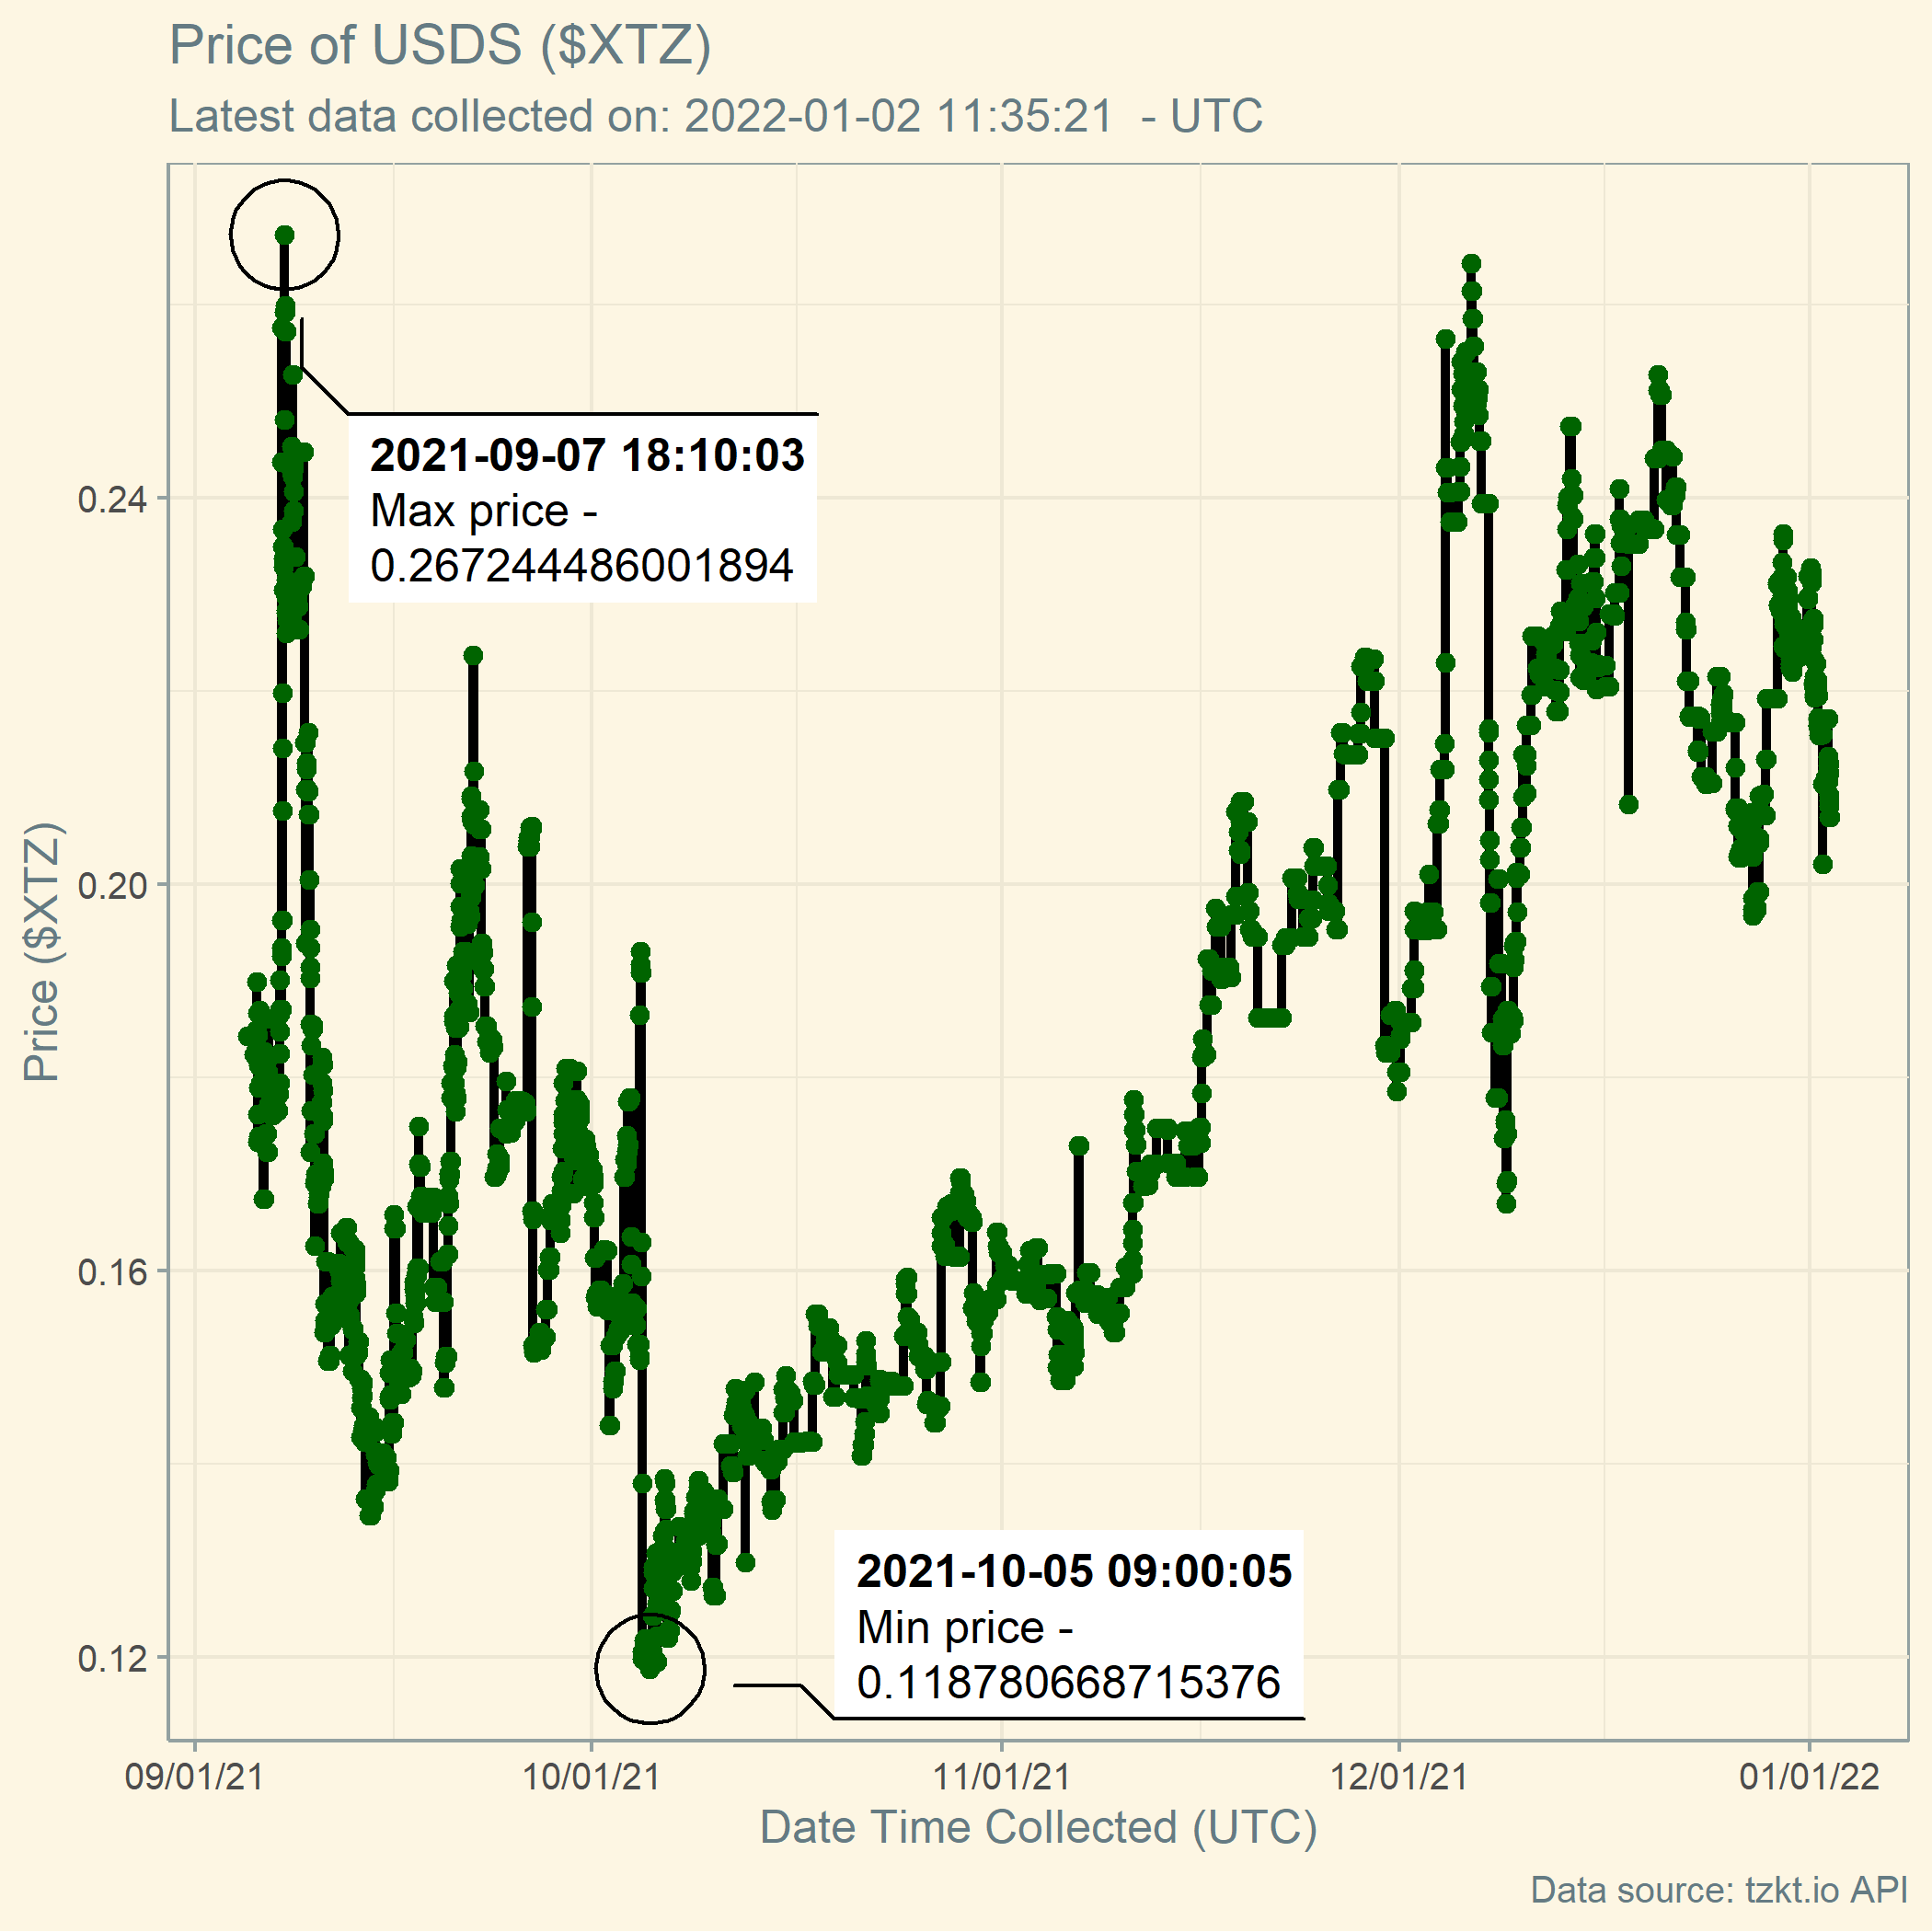 Price of USDS ($XTZ)
Latest data collected on: 2022-01-02 11:35:21  - UTC
2021-09-07 18:10:03
Max price -
0.267244486001894
0.24
0.20
0.16
0.12
Price ($XTZ)
2021-10-05 09:00:05
Min price -
0.118780668715376
09/01/21
10/01/21
11/01/21
12/01/21
01/01/22
Date Time Collected (UTC)
Data source: tzkt.io API